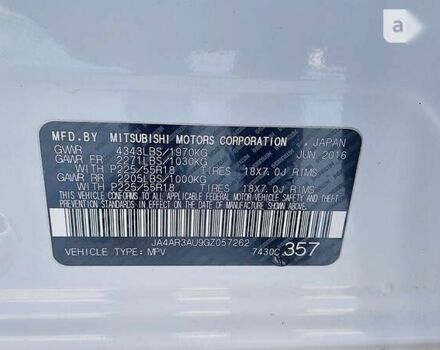 a
MFD.BY MITSUBISHI MOTORS CORPORATION JAPAN
GVWR 4343LBS/1970KG JUN.2016
GAWR FR 2271LBS/1030KG
WITH P225/55R18 TIRES 18X7.0J RIMS
GAWR RR 2205LBS/1000KG
WITH P225/55R18 TIRES 18X7.0J RIMS
THIS VEHICLE CONFORMS TO ALL APPLICABLE FEDERAL MOTOR VEHICLE SAFETY, BUMPER AND THEFT
PREVENTION STANDARDS IN EFFECT ON THE DATE OF MANUFACTURE SHOWN ABOVE.
JA4AR3AU9GZ057262
VEHICLE TYPE: MPV 7430C 357